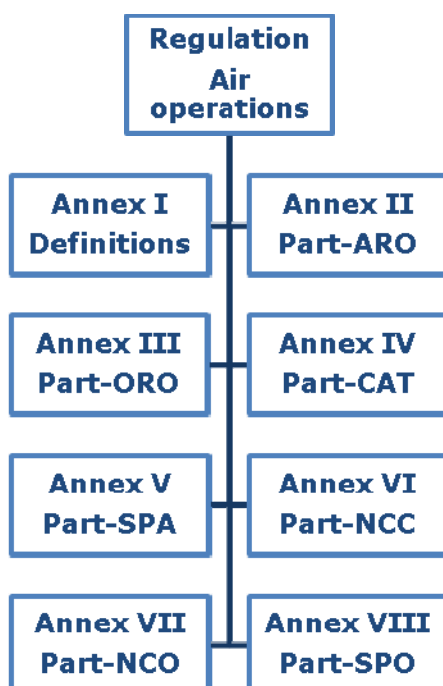 Regulation
Air
operations
Annex I
Definitions
Annex II
Part-ARO
Annex III
Part-ORO
Annex IV
Part-CAT
Annex V
Part-SPA
Annex VI
Part-NCC
Annex VII
Part-NCO
Annex VIII
Part-SPO